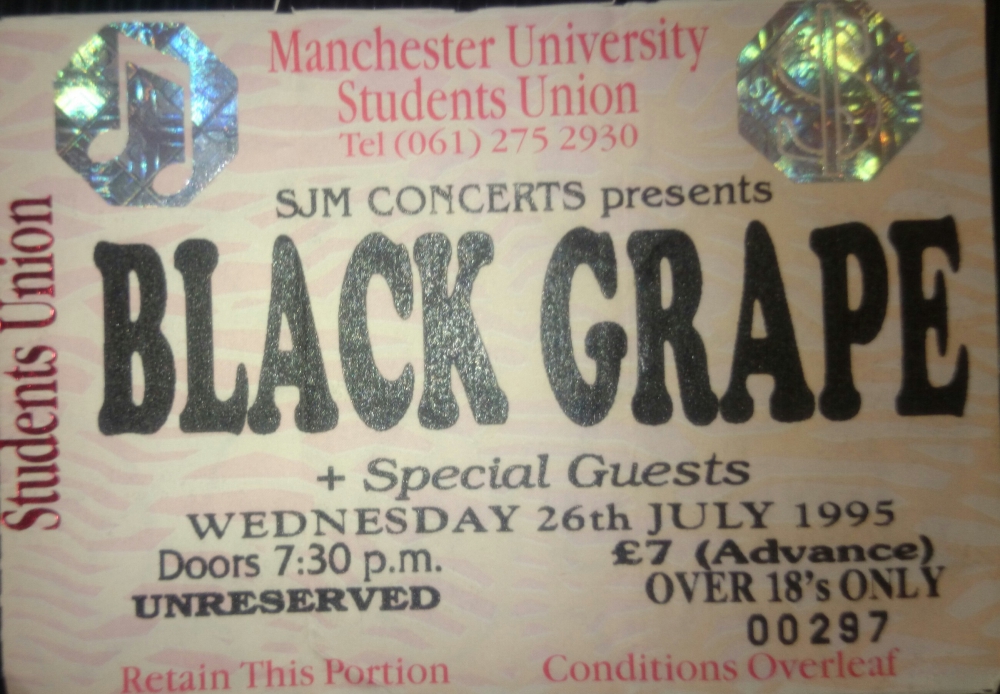 Manchester University
Students Union
Tel (061) 275 2930
SJM CONCERTS presents
BLACK GRAPE
+ Special Guests
WEDNESDAY 26th JULY 1995
Doors 7:30 p.m.
£7 (Advance)
UNRESERVED
OVER 18's ONLY
00297
Retain This Portion
Conditions Overleaf
Students Union